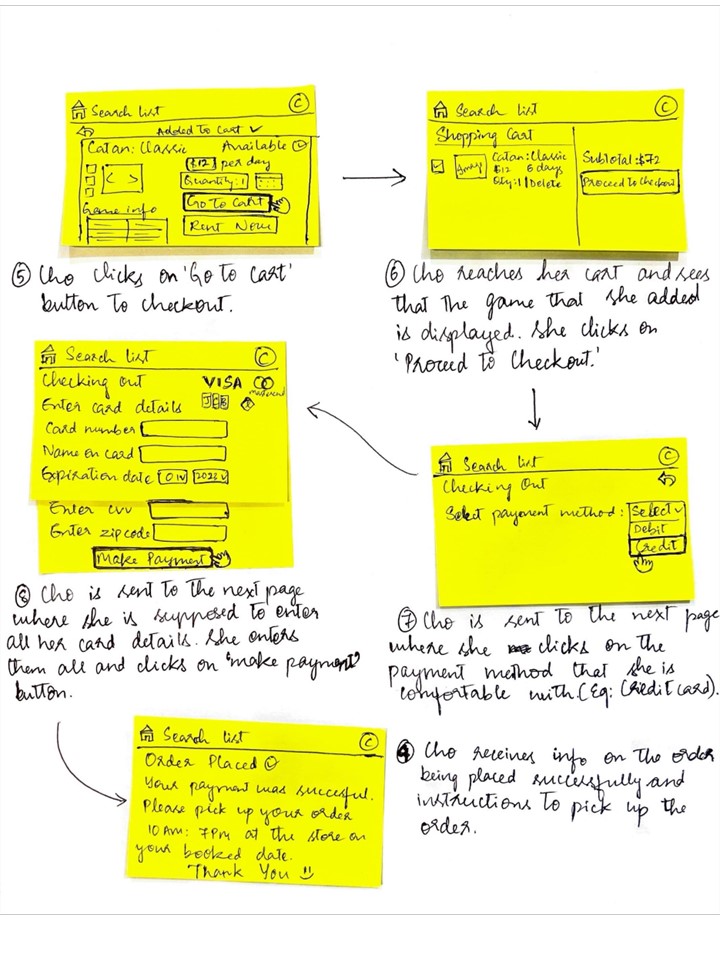 Search list C
Added To Cart ✓
Catan: Classic Available
$12 per day
Quantity: 1
< >
Go To Cart
Game info
Rent Now
⑤ Cho clicks on 'Go to Cart'
button to checkout.
Search list C
Shopping Cart
Catan: Classic
$12 6 days
Qty: 1 | Delete
Subtotal: $72
Proceed to Checkout
⑥ Cho reaches her cart and sees
that the game that she added
is displayed. She clicks on
'Proceed to Checkout.'
Search list C
Checking Out
Select payment method: Select v
Debit
Credit
⑦ Cho is sent to the next page
where she clicks on the
payment method that she is
comfortable with. (Eg: Credit card).
Search list C
Checking out VISA
mastercard
Enter card details JCB
Card number
Name on card
Expiration date 01 v 2023 v
Enter cvv
Enter zip code
Make Payment
⑧ Cho is sent to the next page
where she is supposed to enter
all her card details. She enters
them all and clicks on 'make payment'
button.
Search list C
Order Placed
Your payment was succesful.
Please pick up your order
10 AM: 7 Pm at the store on
your booked date.
Thank You
Cho receives info on the order
being placed successfully and
instructions to pick up the
order.